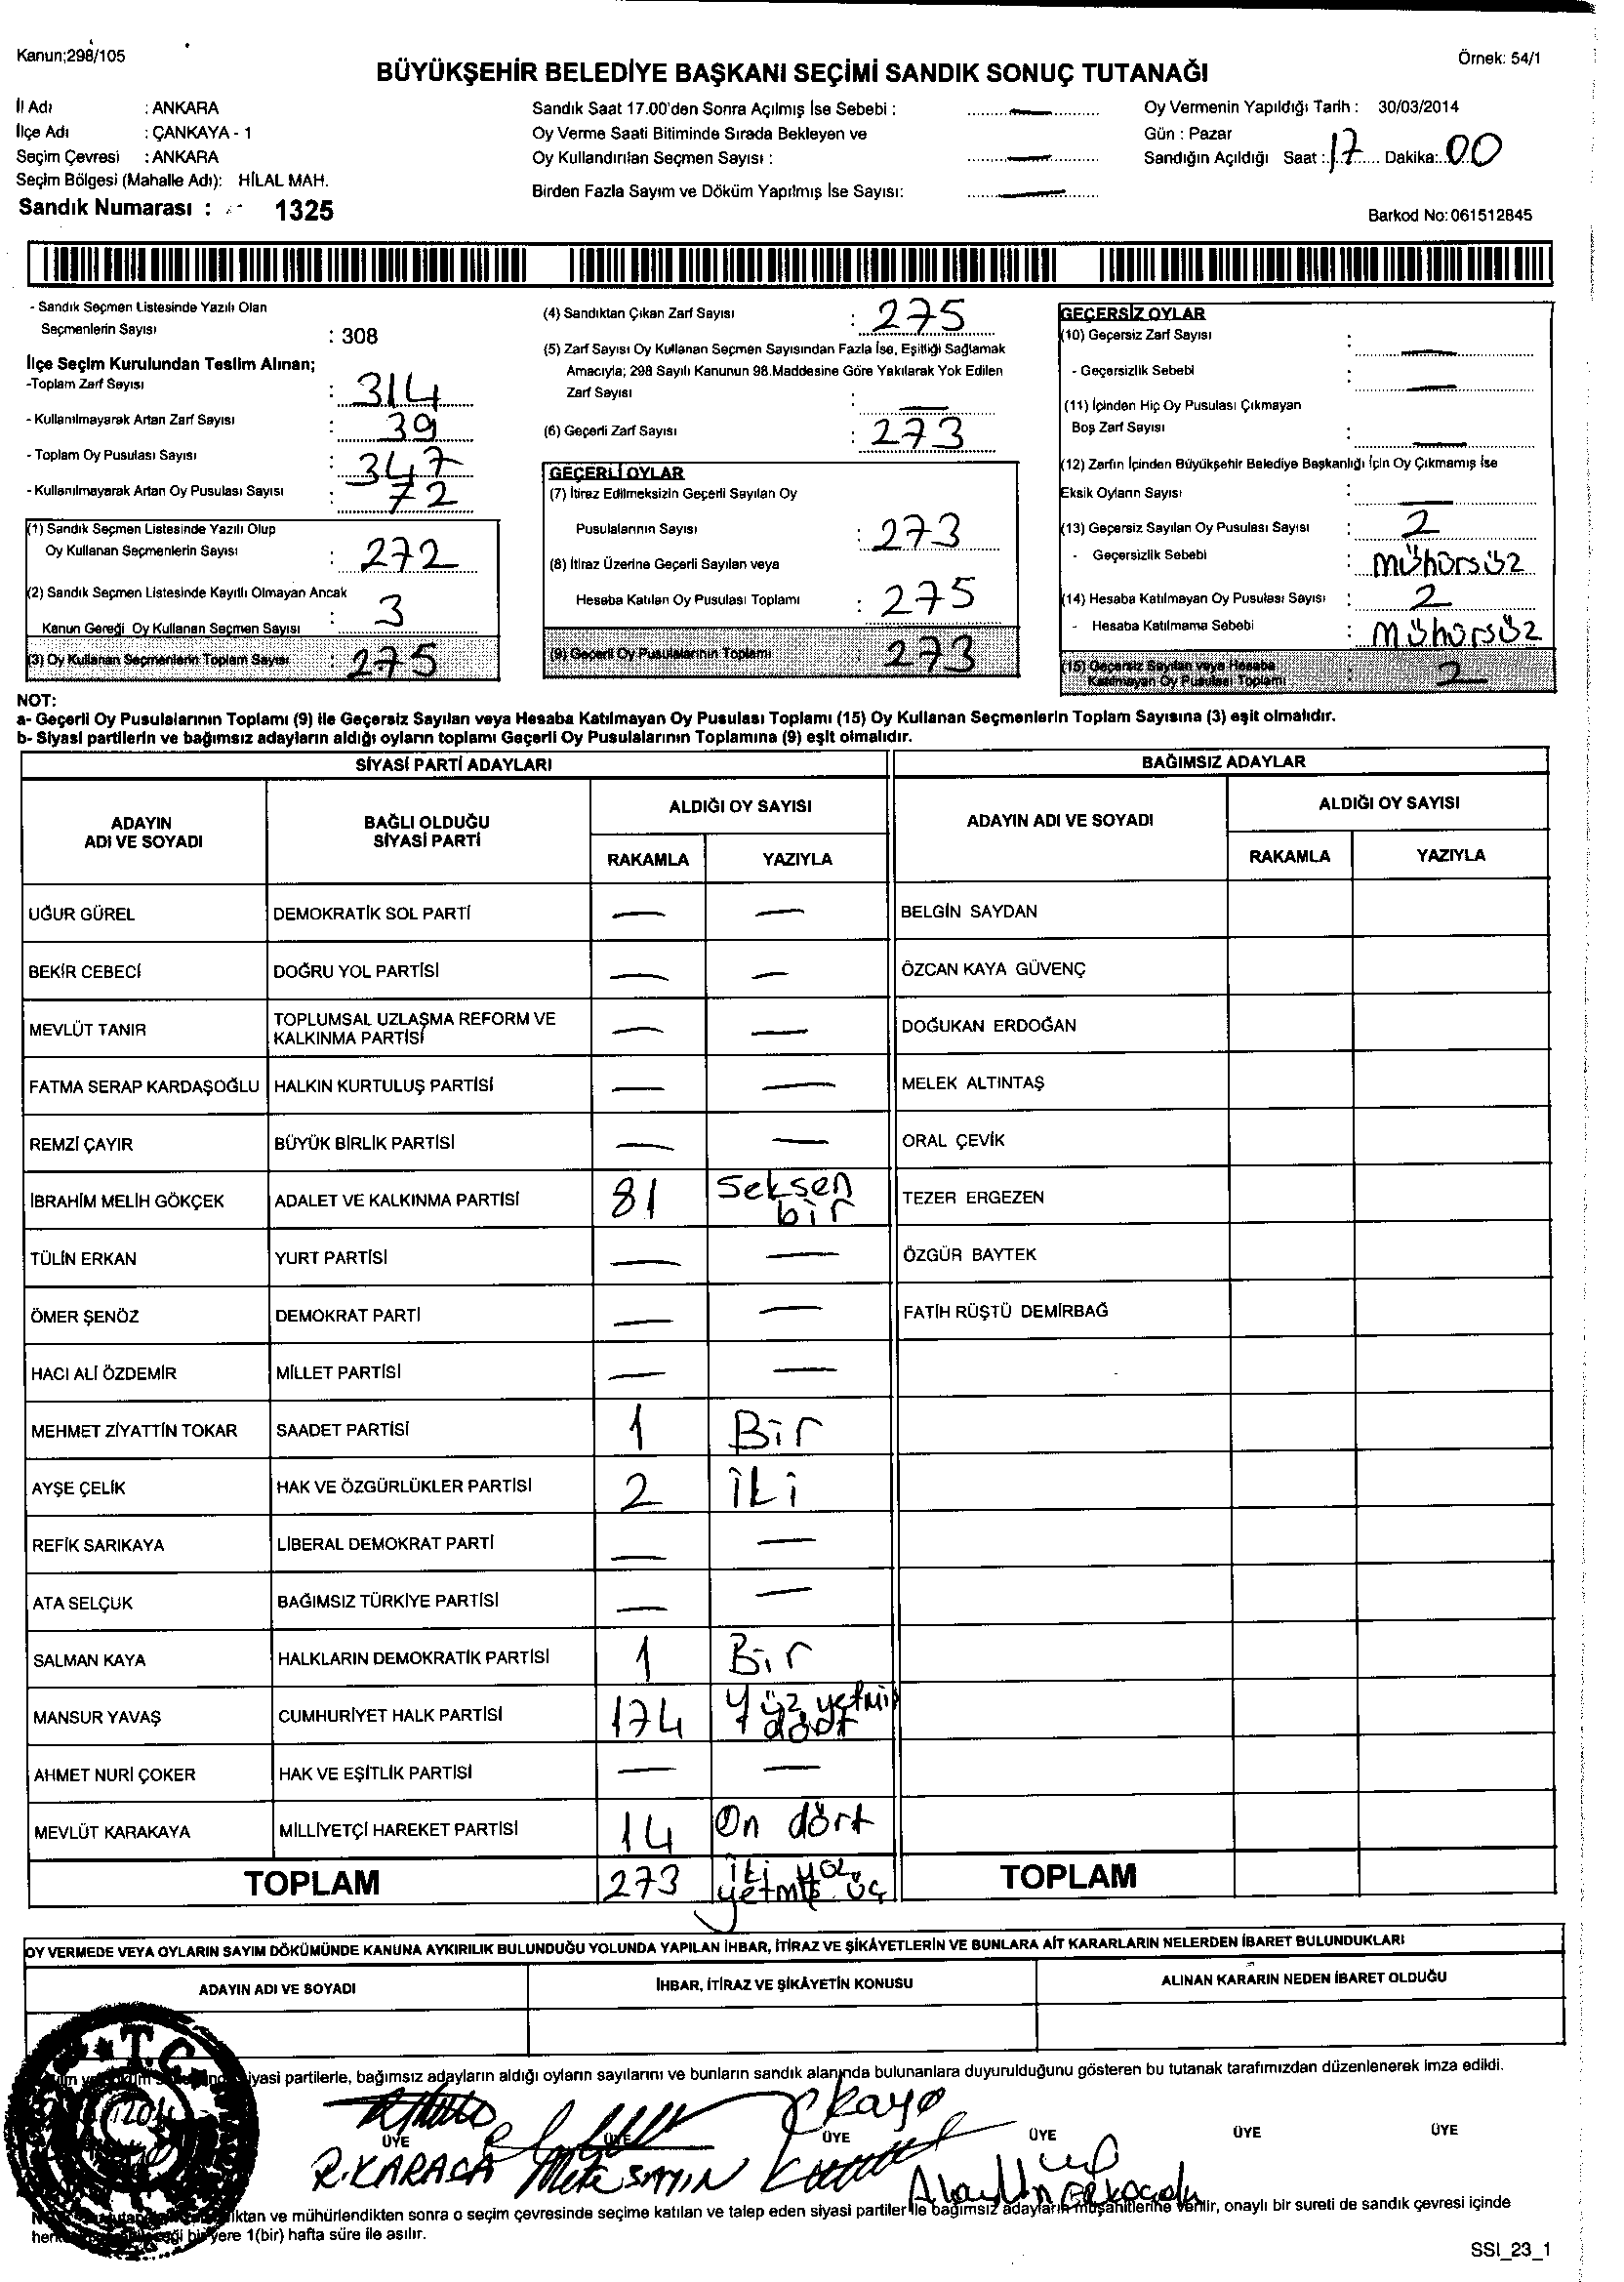 Kanun;298/105
Örnek: 54/1
BÜYÜKŞEHİR BELEDİYE BAŞKANI SEÇİMİ SANDIK SONUÇ TUTANAĞI
İl Adı : ANKARA
İlçe Adı : ÇANKAYA - 1
Seçim Çevresi : ANKARA
Seçim Bölgesi (Mahalle Adı): HİLAL MAH.
Sandık Numarası : 1325
Sandık Saat 17.00'den Sonra Açılmış İse Sebebi : —
Oy Verme Saati Bitiminde Sırada Bekleyen ve
Oy Kullandırılan Seçmen Sayısı : —
Birden Fazla Sayım ve Döküm Yapılmış İse Sayısı: —
Oy Vermenin Yapıldığı Tarih : 30/03/2014
Gün : Pazar
Sandığın Açıldığı Saat : 17 Dakika: 00
Barkod No: 061512845
- Sandık Seçmen Listesinde Yazılı Olan
Seçmenlerin Sayısı : 308
İlçe Seçim Kurulundan Teslim Alınan;
-Toplam Zarf Sayısı : 314
- Kullanılmayarak Artan Zarf Sayısı : 39
- Toplam Oy Pusulası Sayısı : 347
- Kullanılmayarak Artan Oy Pusulası Sayısı : 72
(1) Sandık Seçmen Listesinde Yazılı Olup
Oy Kullanan Seçmenlerin Sayısı : 272
(2) Sandık Seçmen Listesinde Kayıtlı Olmayan Ancak
Kanun Gereği Oy Kullanan Seçmen Sayısı : 3
(3) Oy Kullanan Seçmenlerin Toplam Sayısı : 275
(4) Sandıktan Çıkan Zarf Sayısı : 275
(5) Zarf Sayısı Oy Kullanan Seçmen Sayısından Fazla İse, Eşitliği Sağlamak
Amacıyla; 298 Sayılı Kanunun 98.Maddesine Göre Yakılarak Yok Edilen
Zarf Sayısı : —
(6) Geçerli Zarf Sayısı : 273
GEÇERLİ OYLAR
(7) İtiraz Edilmeksizin Geçerli Sayılan Oy
Pusulalarının Sayısı : 273
(8) İtiraz Üzerine Geçerli Sayılan veya
Hesaba Katılan Oy Pusulası Toplamı : 275
(9) Geçerli Oy Pusulalarının Toplamı 273
GEÇERSİZ OYLAR
(10) Geçersiz Zarf Sayısı : —
- Geçersizlik Sebebi : —
(11) İçinden Hiç Oy Pusulası Çıkmayan
Boş Zarf Sayısı : —
(12) Zarfın İçinden Büyükşehir Belediye Başkanlığı İçin Oy Çıkmamış İse
Eksik Oyların Sayısı : —
(13) Geçersiz Sayılan Oy Pusulası Sayısı : 2
- Geçersizlik Sebebi : mühürsüz
(14) Hesaba Katılmayan Oy Pusulası Sayısı : 2
- Hesaba Katılmama Sebebi : mühürsüz
(15) Geçersiz Sayılan veya Hesaba
Katılmayan Oy Pusulası Toplamı : 2
NOT:
a- Geçerli Oy Pusulalarının Toplamı (9) ile Geçersiz Sayılan veya Hesaba Katılmayan Oy Pusulası Toplamı (15) Oy Kullanan Seçmenlerin Toplam Sayısına (3) eşit olmalıdır.
b- Siyasi partilerin ve bağımsız adayların aldığı oyların toplamı Geçerli Oy Pusulalarının Toplamına (9) eşit olmalıdır.
SİYASİ PARTİ ADAYLARI
BAĞIMSIZ ADAYLAR
ADAYIN ADI VE SOYADI
BAĞLI OLDUĞU SİYASİ PARTİ
ALDIĞI OY SAYISI
RAKAMLA YAZIYLA
ADAYIN ADI VE SOYADI
ALDIĞI OY SAYISI
RAKAMLA YAZIYLA
UĞUR GÜREL DEMOKRATİK SOL PARTİ — — BELGİN SAYDAN
BEKİR CEBECİ DOĞRU YOL PARTİSİ — — ÖZCAN KAYA GÜVENÇ
MEVLÜT TANIR TOPLUMSAL UZLAŞMA REFORM VE KALKINMA PARTİSİ — — DOĞUKAN ERDOĞAN
FATMA SERAP KARDAŞOĞLU HALKIN KURTULUŞ PARTİSİ — — MELEK ALTINTAŞ
REMZİ ÇAYIR BÜYÜK BİRLİK PARTİSİ — — ORAL ÇEVİK
İBRAHİM MELİH GÖKÇEK ADALET VE KALKINMA PARTİSİ 81 Seksen bir TEZER ERGEZEN
TÜLİN ERKAN YURT PARTİSİ — — ÖZGÜR BAYTEK
ÖMER ŞENÖZ DEMOKRAT PARTİ — — FATİH RÜŞTÜ DEMİRBAĞ
HACI ALİ ÖZDEMİR MİLLET PARTİSİ — —
MEHMET ZİYATTİN TOKAR SAADET PARTİSİ 1 Bir
AYŞE ÇELİK HAK VE ÖZGÜRLÜKLER PARTİSİ 2 iki
REFİK SARIKAYA LİBERAL DEMOKRAT PARTİ — —
ATA SELÇUK BAĞIMSIZ TÜRKİYE PARTİSİ — —
SALMAN KAYA HALKLARIN DEMOKRATİK PARTİSİ 1 Bir
MANSUR YAVAŞ CUMHURİYET HALK PARTİSİ 174 Yüz yetmiş dört
AHMET NURİ ÇOKER HAK VE EŞİTLİK PARTİSİ — —
MEVLÜT KARAKAYA MİLLİYETÇİ HAREKET PARTİSİ 14 On dört
TOPLAM 273 iki yüz yetmiş üç TOPLAM
OY VERMEDE VEYA OYLARIN SAYIM DÖKÜMÜNDE KANUNA AYKIRILIK BULUNDUĞU YOLUNDA YAPILAN İHBAR, İTİRAZ VE ŞİKÂYETLERİN VE BUNLARA AİT KARARLARIN NELERDEN İBARET BULUNDUKLARI
ADAYIN ADI VE SOYADI İHBAR, İTİRAZ VE ŞİKÂYETİN KONUSU ALINAN KARARIN NEDEN İBARET OLDUĞU
T.C.
siyasi partilerle, bağımsız adayların aldığı oyların sayılarını ve bunların sandık alanında bulunanlara duyurulduğunu gösteren bu tutanak tarafımızdan düzenlenerek imza edildi.
ÜYE ÜYE ÜYE ÜYE ÜYE ÜYE
R.KARACA Mete SAYIN
ve mühürlendikten sonra o seçim çevresinde seçime katılan ve talep eden siyasi partiler ile bağımsız adayların müşahitlerine verilir, onaylı bir sureti de sandık çevresi içinde
bir yere 1(bir) hafta süre ile asılır.
SSI_23_1